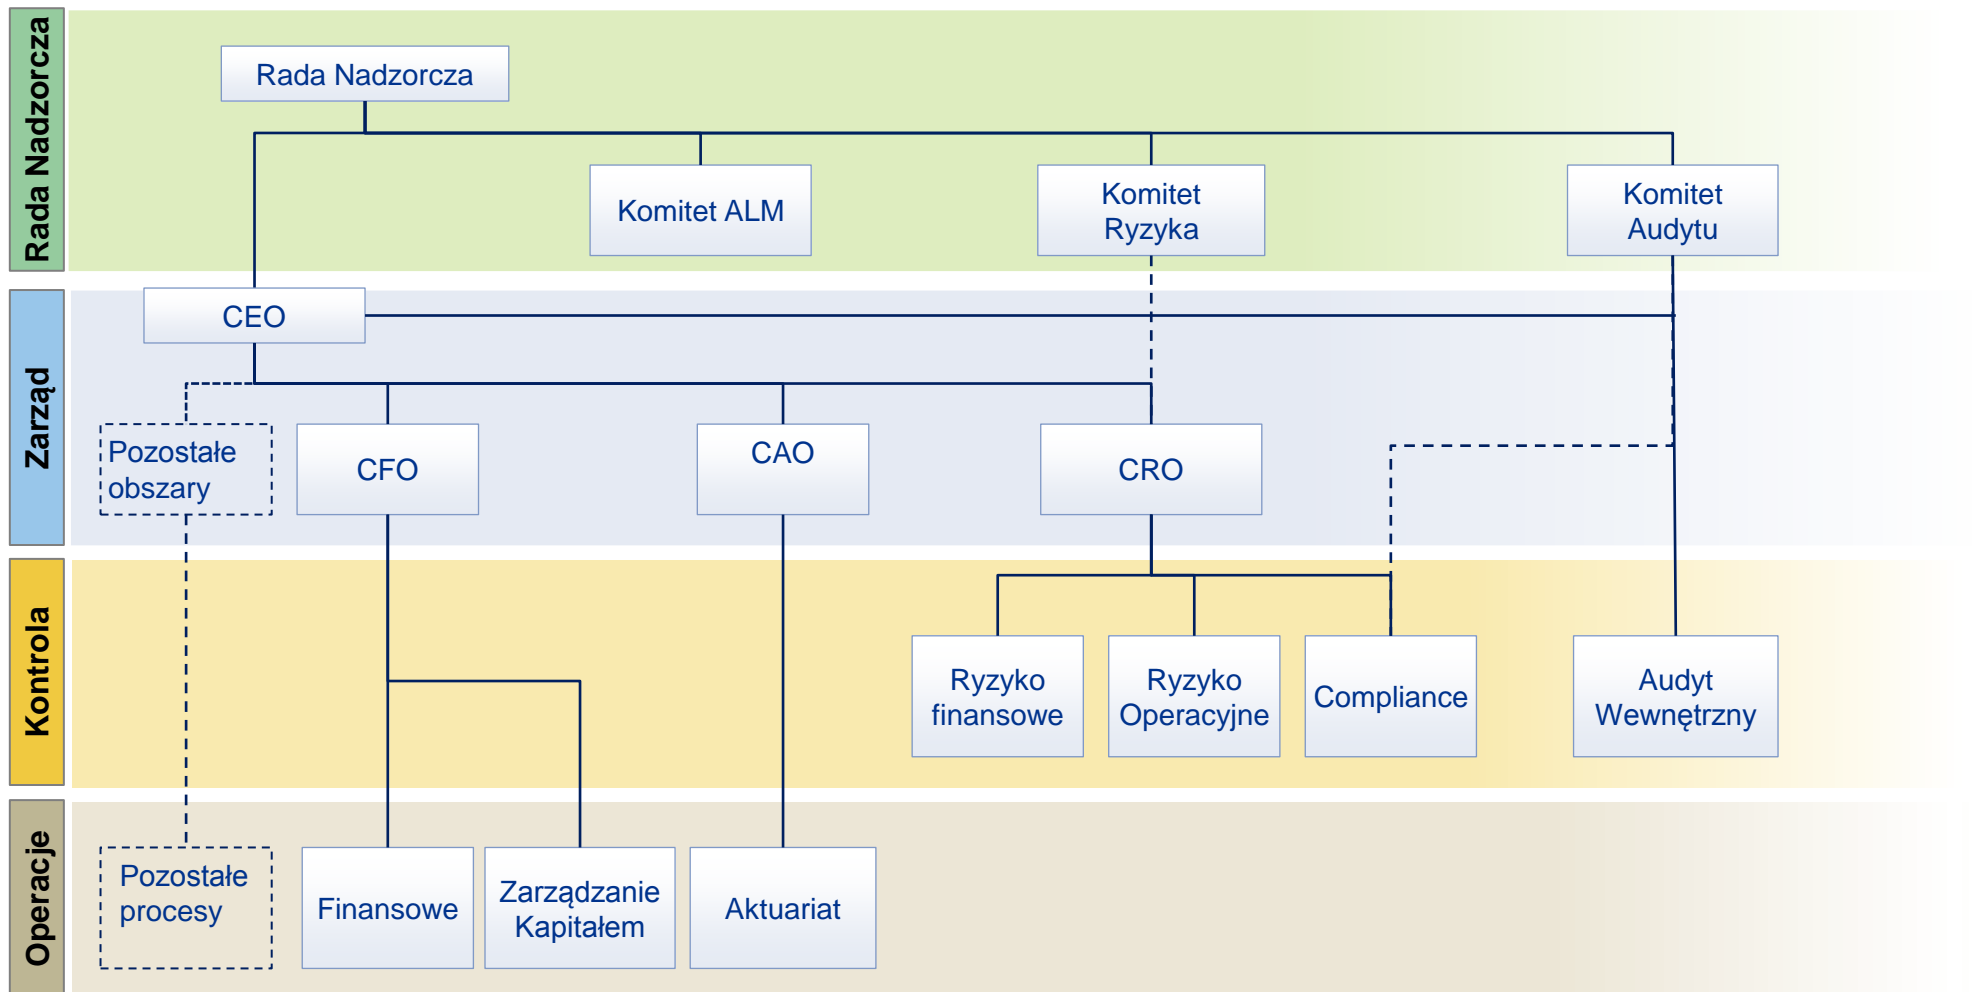 Rada Nadzorcza
Rada Nadzorcza
Komitet ALM
Komitet
Ryzyka
Komitet
Audytu
Zarząd
CEO
Pozostałe
obszary
CFO
CAO
CRO
Kontrola
Ryzyko
finansowe
Ryzyko
Operacyjne
Compliance
Audyt
Wewnętrzny
Operacje
Pozostałe
procesy
Finansowe
Zarządzanie
Kapitałem
Aktuariat